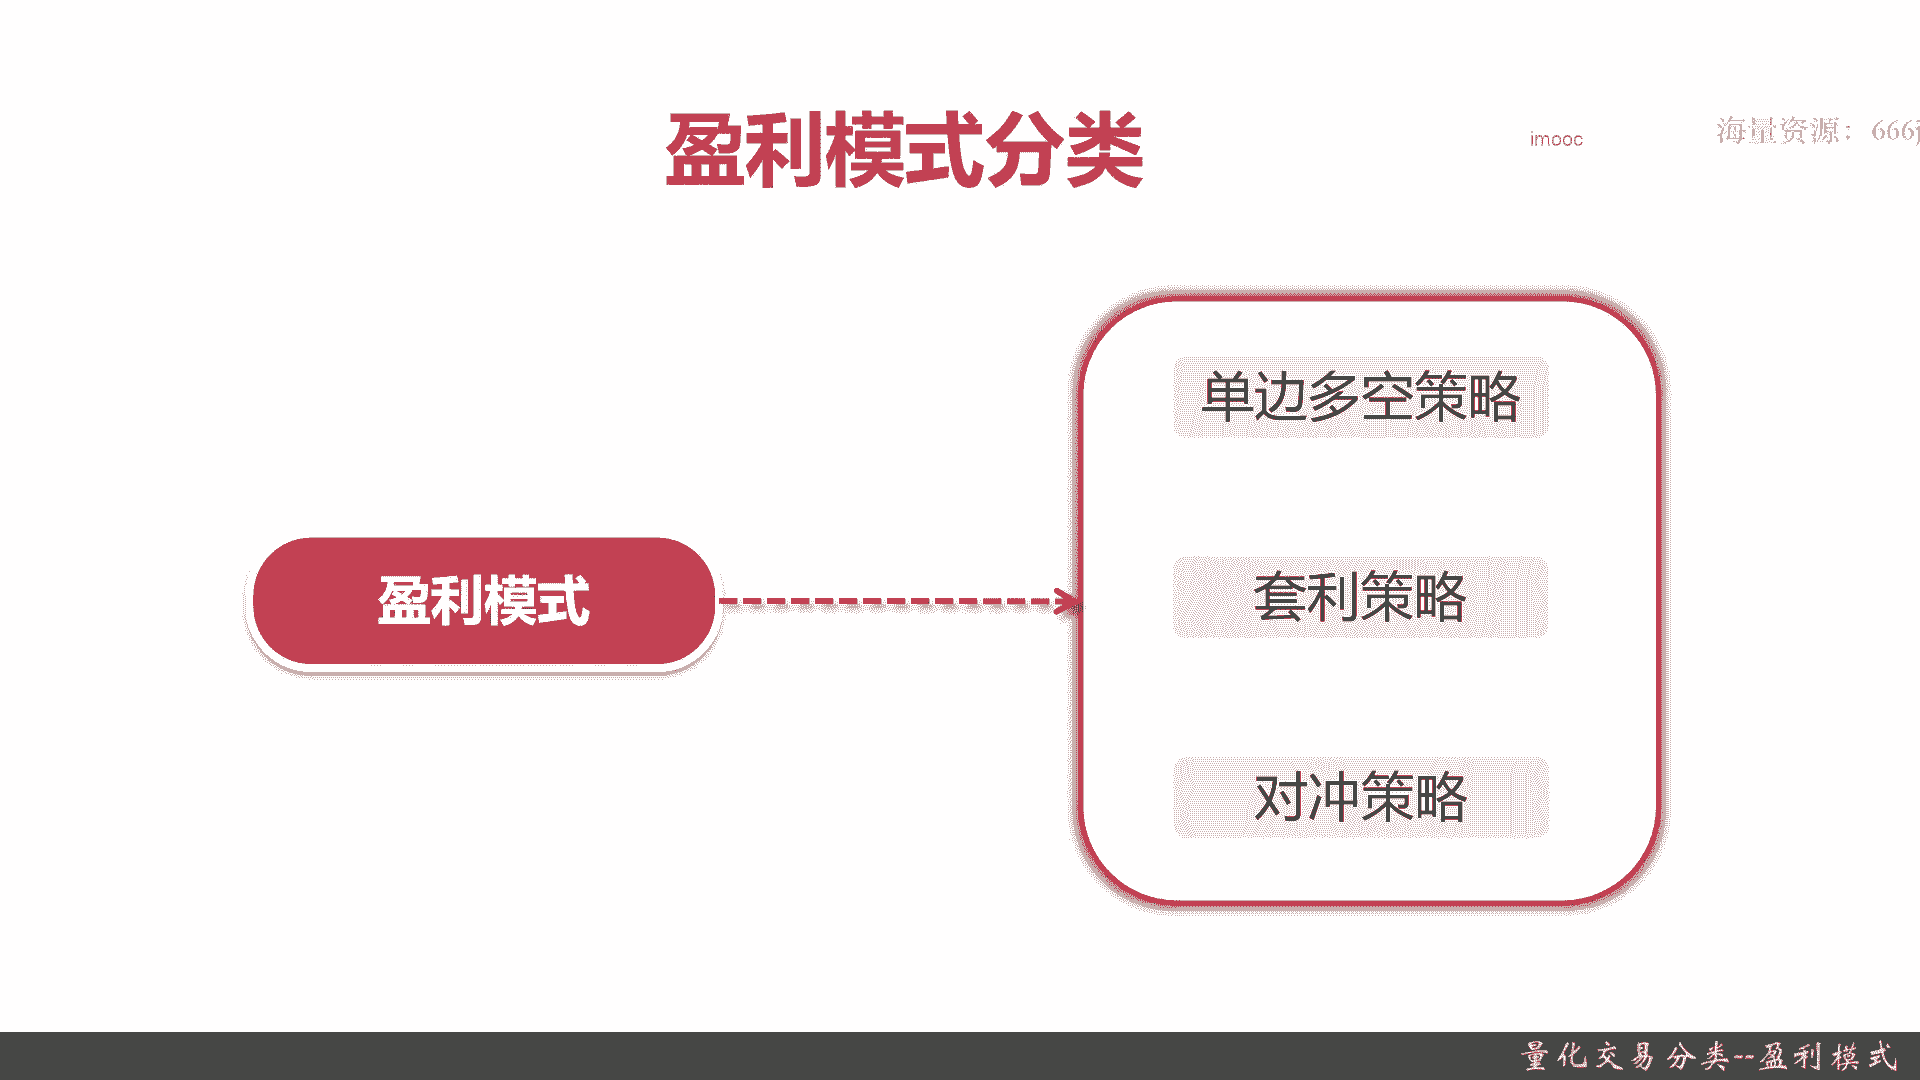 盈利模式分类
imooc
海量资源：666
单边多空策略
盈利模式
套利策略
对冲策略
量化交易分类--盈利模式